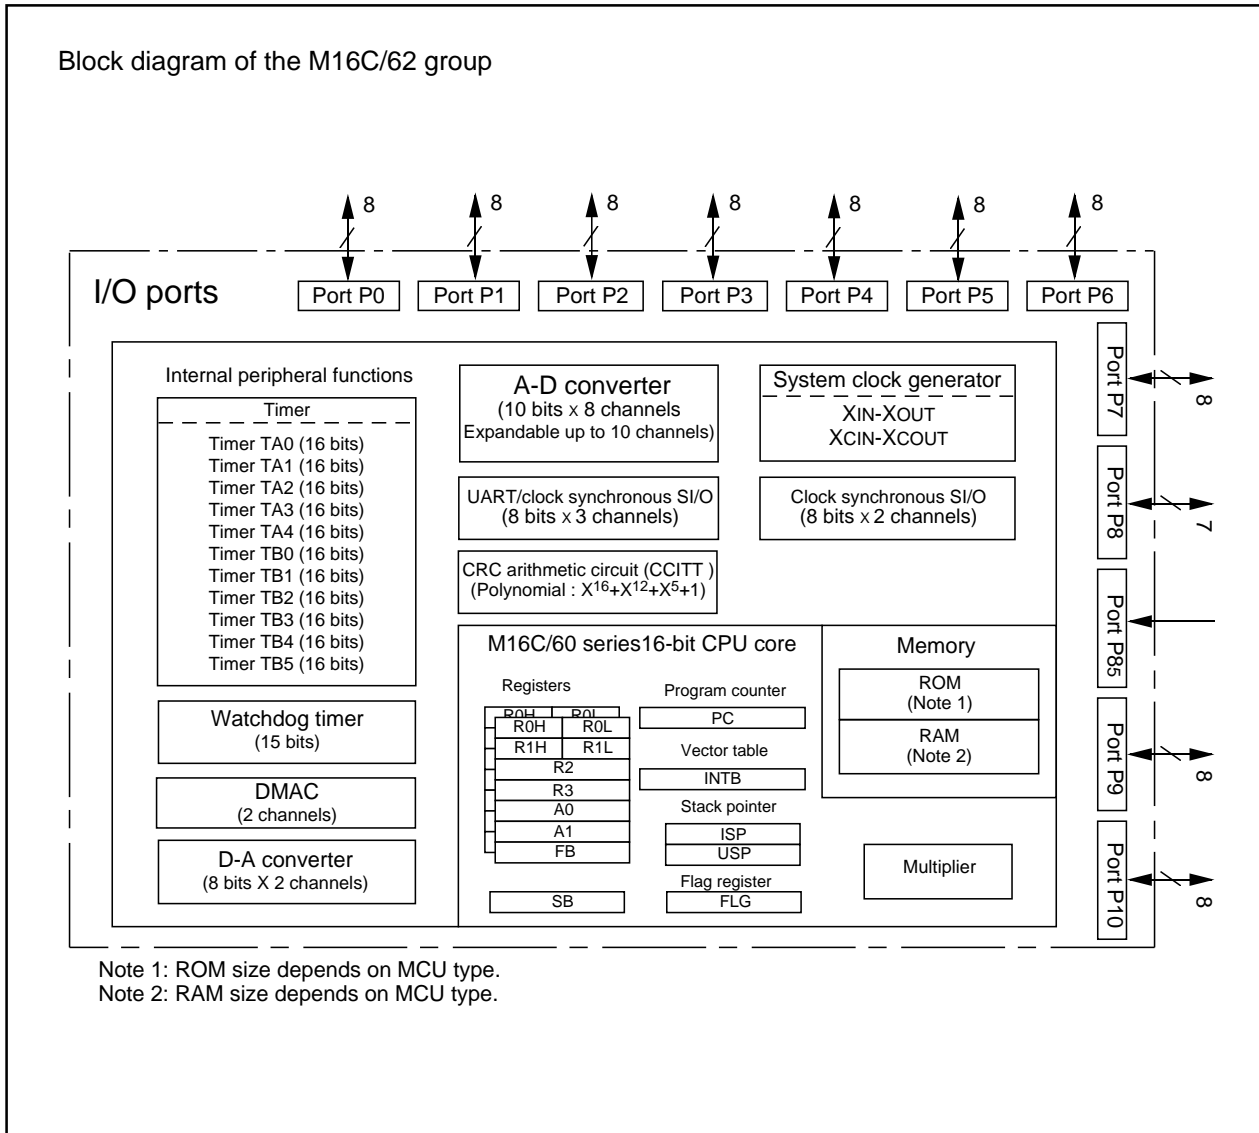 Block diagram of the M16C/62 group
8 8 8 8 8 8 8
I/O ports
Port P0 Port P1 Port P2 Port P3 Port P4 Port P5 Port P6
Internal peripheral functions
Timer
Timer TA0 (16 bits)
Timer TA1 (16 bits)
Timer TA2 (16 bits)
Timer TA3 (16 bits)
Timer TA4 (16 bits)
Timer TB0 (16 bits)
Timer TB1 (16 bits)
Timer TB2 (16 bits)
Timer TB3 (16 bits)
Timer TB4 (16 bits)
Timer TB5 (16 bits)
Watchdog timer
(15 bits)
DMAC
(2 channels)
D-A converter
(8 bits X 2 channels)
A-D converter
(10 bits x 8 channels
Expandable up to 10 channels)
System clock generator
XIN-XOUT
XCIN-XCOUT
UART/clock synchronous SI/O
(8 bits x 3 channels)
Clock synchronous SI/O
(8 bits x 2 channels)
CRC arithmetic circuit (CCITT )
(Polynomial : X16+X12+X5+1)
M16C/60 series16-bit CPU core
Registers
R0H R0L
R0H R0L
R1H R1L
R2
R3
A0
A1
FB
SB
Program counter
PC
Vector table
INTB
Stack pointer
ISP
USP
Flag register
FLG
Memory
ROM
(Note 1)
RAM
(Note 2)
Multiplier
Port P7
8
Port P8
7
Port P85
Port P9
8
Port P10
8
Note 1: ROM size depends on MCU type.
Note 2: RAM size depends on MCU type.